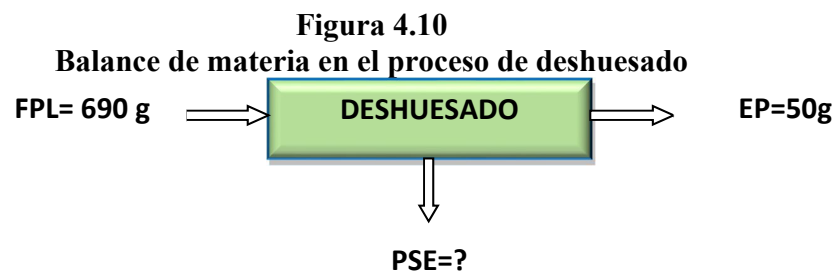 Figura 4.10
Balance de materia en el proceso de deshuesado
FPL= 690 g
DESHUESADO
EP=50g
PSE=?